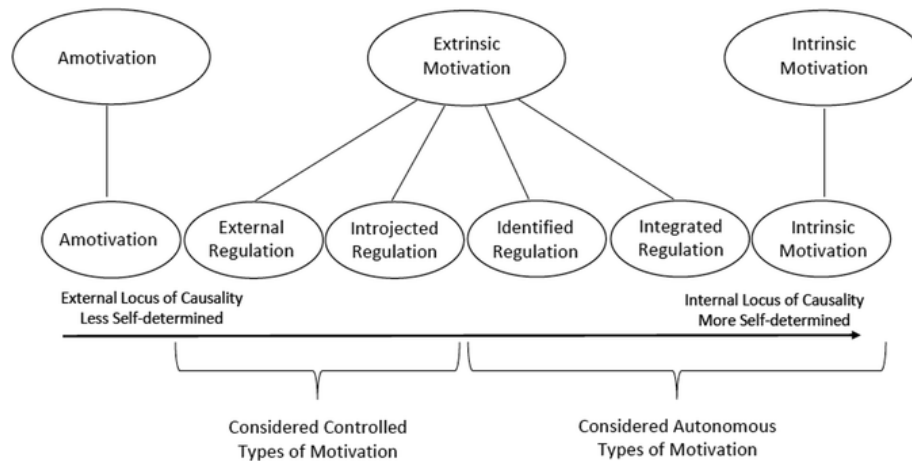 Amotivation
Extrinsic
Motivation
Intrinsic
Motivation
Amotivation
External
Regulation
Introjected
Regulation
Identified
Regulation
Integrated
Regulation
Intrinsic
Motivation
External Locus of Causality
Less Self-determined
Internal Locus of Causality
More Self-determined
Considered Controlled
Types of Motivation
Considered Autonomous
Types of Motivation